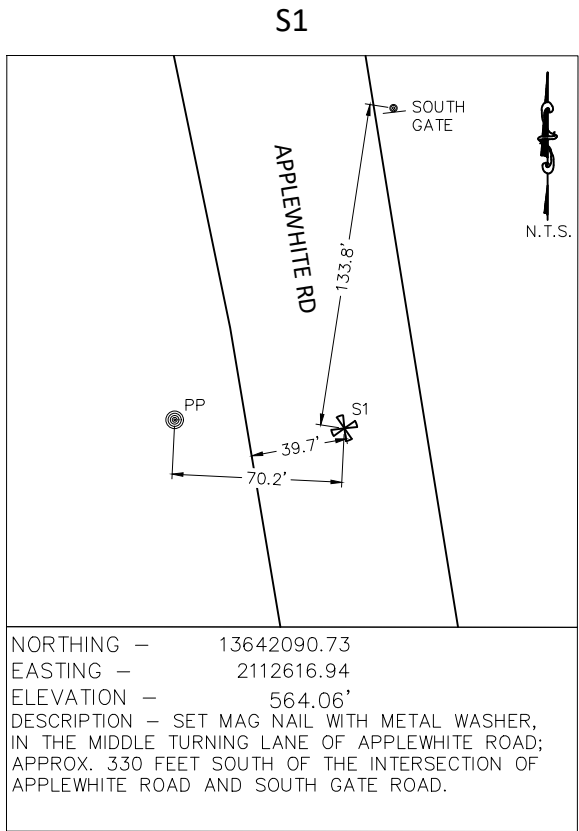 S1
SOUTH
GATE
N.T.S.
APPLEWHITE RD
133.8'
PP
S1
39.7'
70.2'
NORTHING – 13642090.73
EASTING – 2112616.94
ELEVATION – 564.06'
DESCRIPTION – SET MAG NAIL WITH METAL WASHER,
IN THE MIDDLE TURNING LANE OF APPLEWHITE ROAD;
APPROX. 330 FEET SOUTH OF THE INTERSECTION OF
APPLEWHITE ROAD AND SOUTH GATE ROAD.